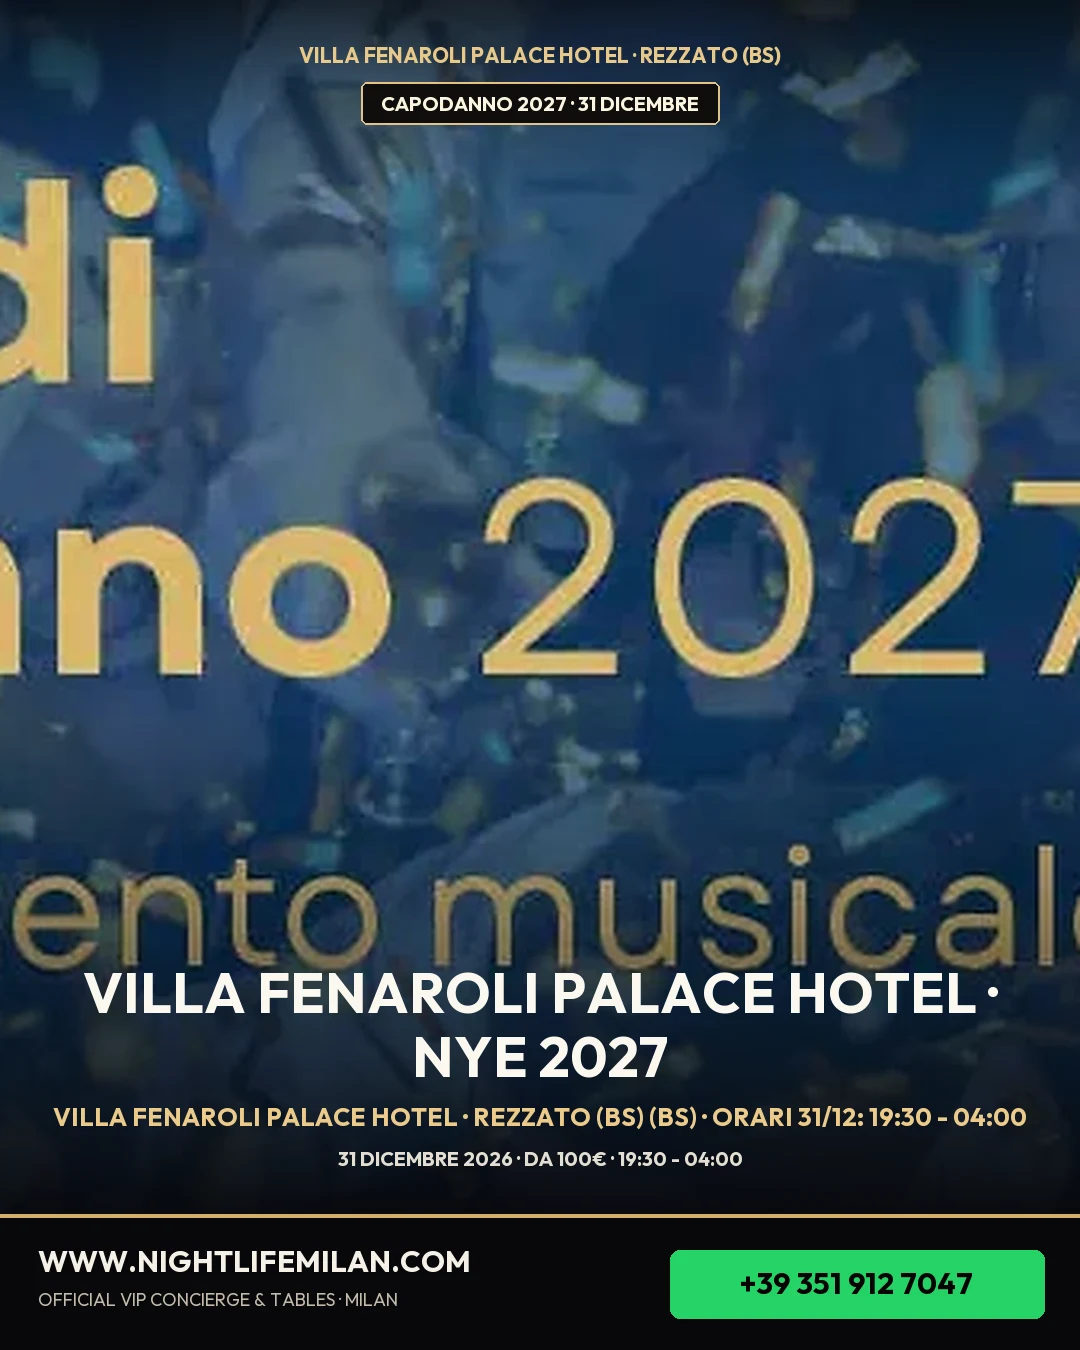 VILLA FENAROLI PALACE HOTEL · REZZATO (BS)
CAPODANNO 2027 · 31 DICEMBRE
di
nno 2027
ento musicale
VILLA FENAROLI PALACE HOTEL ·
NYE 2027
VILLA FENAROLI PALACE HOTEL · REZZATO (BS) (BS) · ORARI 31/12: 19:30 - 04:00
31 DICEMBRE 2026 · DA 100€ · 19:30 - 04:00
WWW.NIGHTLIFEMILAN.COM
OFFICIAL VIP CONCIERGE & TABLES · MILAN
+39 351 912 7047